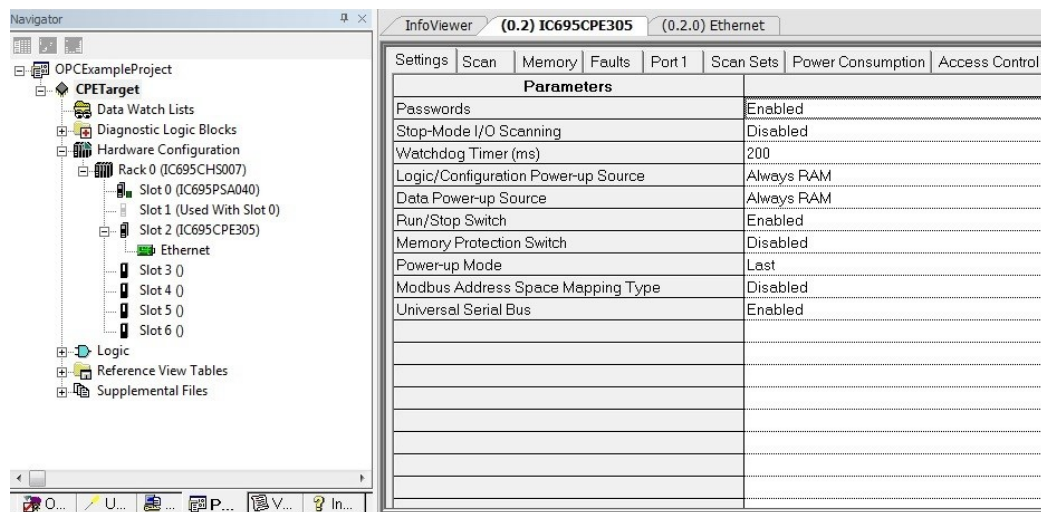 Navigator
OPCExampleProject
CPETarget
Data Watch Lists
Diagnostic Logic Blocks
Hardware Configuration
Rack 0 (IC695CHS007)
Slot 0 (IC695PSA040)
Slot 1 (Used With Slot 0)
Slot 2 (IC695CPE305)
Ethernet
Slot 3 ()
Slot 4 ()
Slot 5 ()
Slot 6 ()
Logic
Reference View Tables
Supplemental Files
O... U... ... P... V... In...
InfoViewer (0.2) IC695CPE305 (0.2.0) Ethernet
Settings Scan Memory Faults Port 1 Scan Sets Power Consumption Access Control
Parameters
Passwords Enabled
Stop-Mode I/O Scanning Disabled
Watchdog Timer (ms) 200
Logic/Configuration Power-up Source Always RAM
Data Power-up Source Always RAM
Run/Stop Switch Enabled
Memory Protection Switch Disabled
Power-up Mode Last
Modbus Address Space Mapping Type Disabled
Universal Serial Bus Enabled